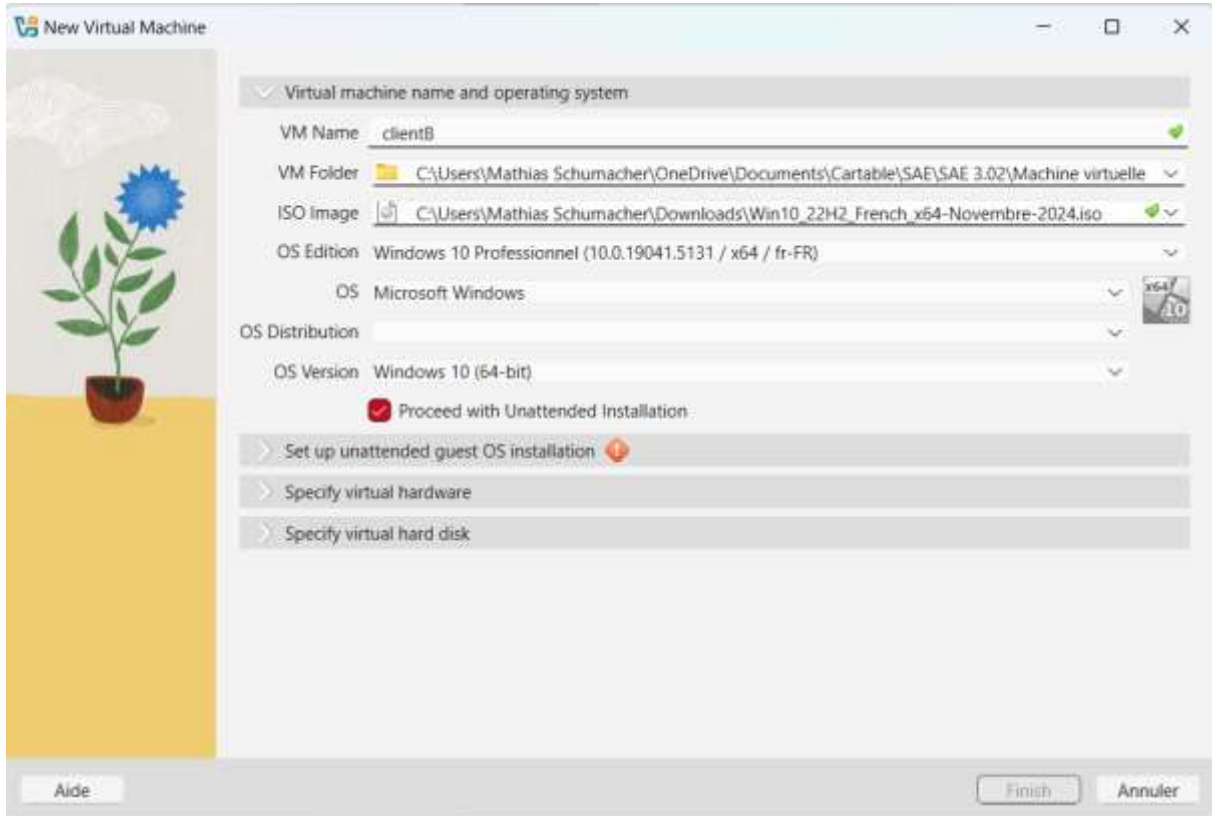 New Virtual Machine
Virtual machine name and operating system
VM Name clientB
VM Folder C:\Users\Mathias Schumacher\OneDrive\Documents\Cartable\SAE\SAE 3.02\Machine virtuelle
ISO Image C:\Users\Mathias Schumacher\Downloads\Win10_22H2_French_x64-Novembre-2024.iso
OS Edition Windows 10 Professionnel (10.0.19041.5131 / x64 / fr-FR)
OS Microsoft Windows
x64
10
OS Distribution
OS Version Windows 10 (64-bit)
Proceed with Unattended Installation
Set up unattended guest OS installation
Specify virtual hardware
Specify virtual hard disk
Aide Finish Annuler